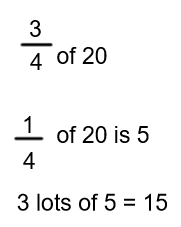 3/4 of 20
1/4 of 20 is 5
3 lots of 5 = 15